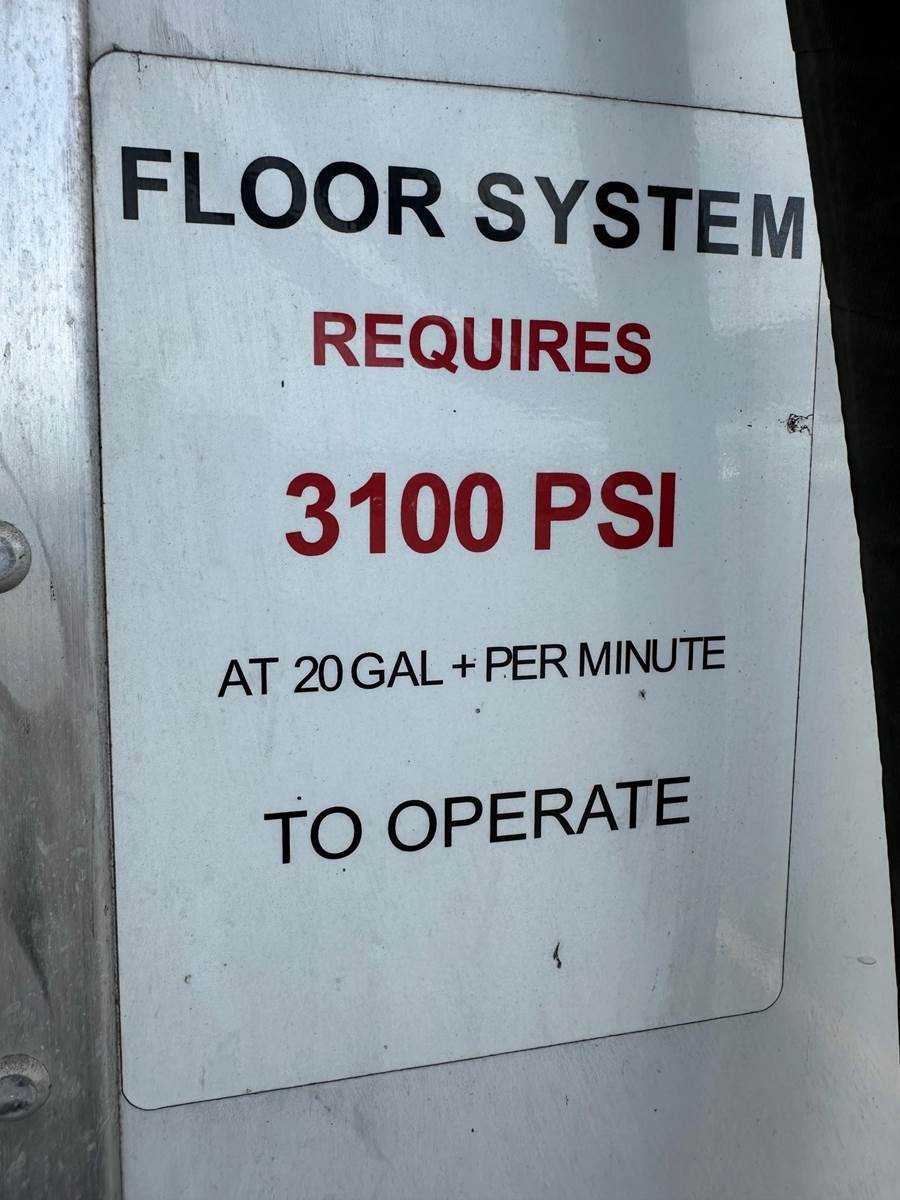 FLOOR SYSTEM
REQUIRES
3100 PSI
AT 20 GAL + PER MINUTE
TO OPERATE